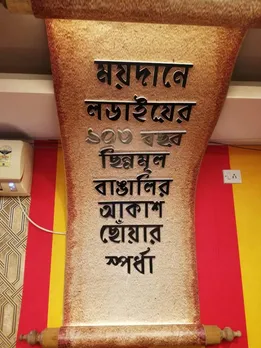 ময়দানে
লড়াইয়ের
১০৩ বছর
ছিন্নমূল
বাঙালির
আকাশ
ছোঁয়ার
স্পর্ধা